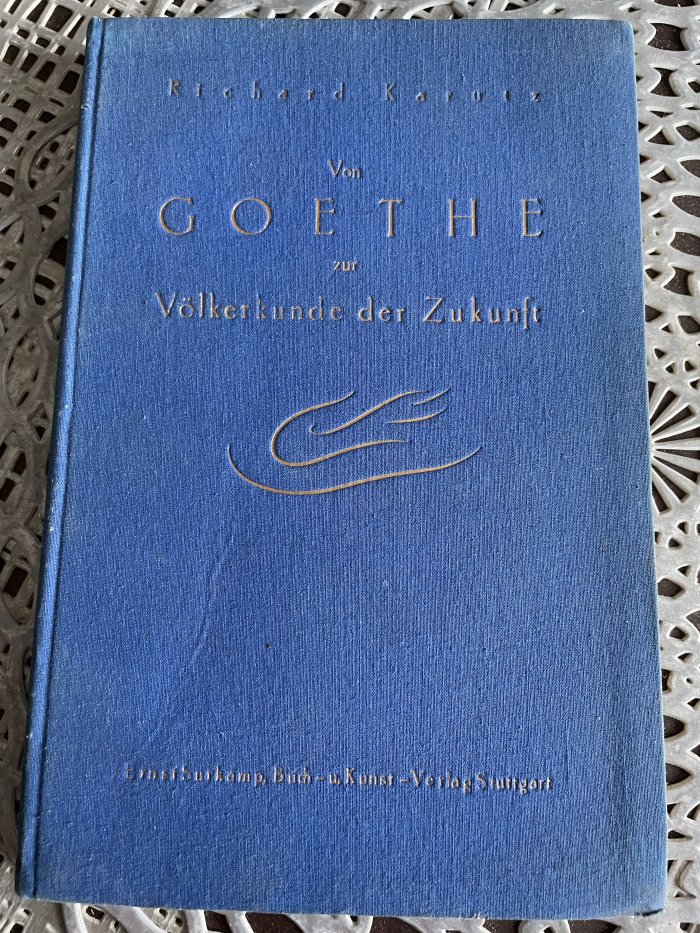 Richard Karutz
Von
GOETHE
zur
Völkerkunde der Zukunft
Ernst Surkamp, Buch- u. Kunst-Verlag Stuttgart